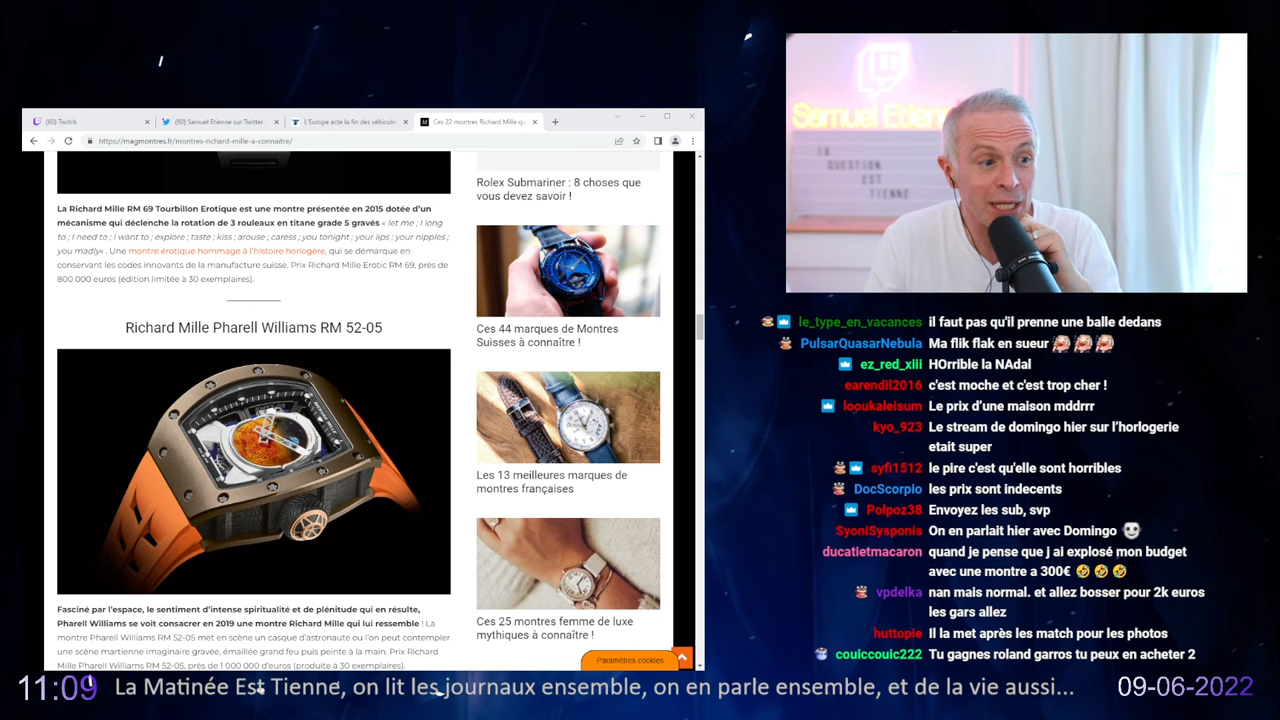 (60) Twitch
(60) Samuel Etienne sur Twitter
L'Europe acte la fin des véhicule
Ces 22 montres Richard Mille qu
https://magmontres.fr/montres-richard-mille-a-connaitre/
La Richard Mille RM 69 Tourbillon Erotique est une montre présentée en 2015 dotée d'un
mécanisme qui déclenche la rotation de 3 rouleaux en titane grade 5 gravés « let me ; I long
to ; I need to ; I want to ; explore ; taste ; kiss ; arouse ; caress ; you tonight ; your lips ; your nipples ;
you madly« . Une montre érotique hommage à l'histoire horlogère, qui se démarque en
conservant les codes innovants de la manufacture suisse. Prix Richard Mille Erotic RM 69, près de
800 000 euros (édition limitée à 30 exemplaires).
Richard Mille Pharell Williams RM 52-05
Fasciné par l'espace, le sentiment d'intense spiritualité et de plénitude qui en résulte,
Pharell Williams se voit consacrer en 2019 une montre Richard Mille qui lui ressemble ! La
montre Pharell Williams RM 52-05 met en scène un casque d'astronaute ou l'on peut contempler
une scène martienne imaginaire gravée, émaillée grand feu puis peinte à la main. Prix Richard
Mille Pharell Williams RM 52-05, près de 1 000 000 d'euros (produite à 30 exemplaires).
Rolex Submariner : 8 choses que
vous devez savoir !
Ces 44 marques de Montres
Suisses à connaître !
Les 13 meilleures marques de
montres françaises
Ces 25 montres femme de luxe
mythiques à connaître !
Paramètres cookies
Samuel Etien
LA
QUESTION
EST
TIENNE
le_type_en_vacances il faut pas qu'il prenne une balle dedans
PulsarQuasarNebula Ma flik flak en sueur
ez_red_xiii HOrrible la NAdal
earendil2016 c'est moche et c'est trop cher !
looukaleisum Le prix d'une maison mddrrr
kyo_923 Le stream de domingo hier sur l'horlogerie
etait super
syfi1512 le pire c'est qu'elle sont horribles
DocScorpio les prix sont indecents
Polpoz38 Envoyez les sub, svp
SyoniSysponis On en parlait hier avec Domingo
ducatietmacaron quand je pense que j ai explosé mon budget
avec une montre a 300€
vpdelka nan mais normal. et allez bosser pour 2k euros
les gars allez
huttopie Il la met après les match pour les photos
couiccouic222 Tu gagnes roland garros tu peux en acheter 2
11:09 La Matinée Est Tienne, on lit les journaux ensemble, on en parle ensemble, et de la vie aussi... 09-06-2022